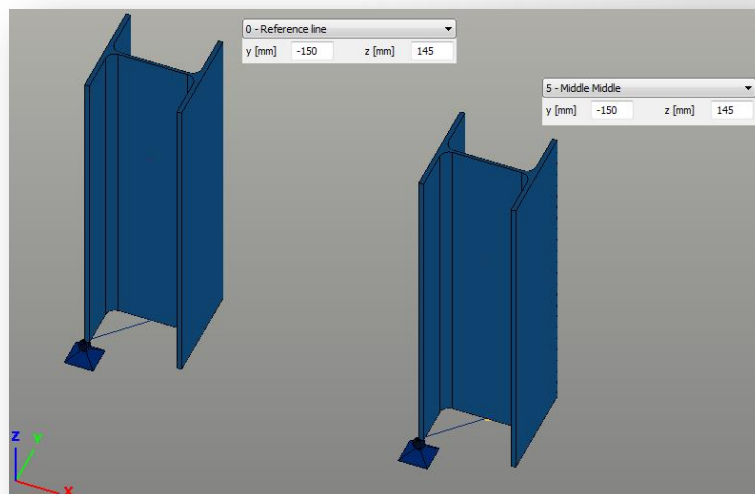 0 - Reference line
y [mm] -150 z [mm] 145
5 - Middle Middle
y [mm] -150 z [mm] 145
Z
Y
X